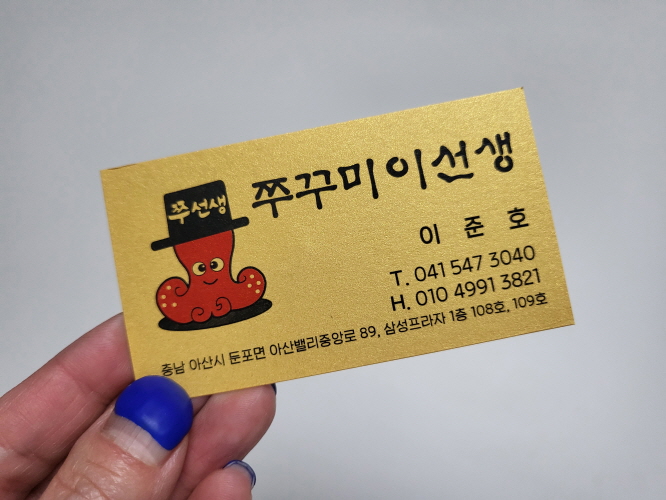 쭈꾸미이선생
쭈선생
이 준 호
T. 041 547 3040
H. 010 4991 3821
충남 아산시 둔포면 아산밸리중앙로 89, 삼성프라자 1층 108호, 109호